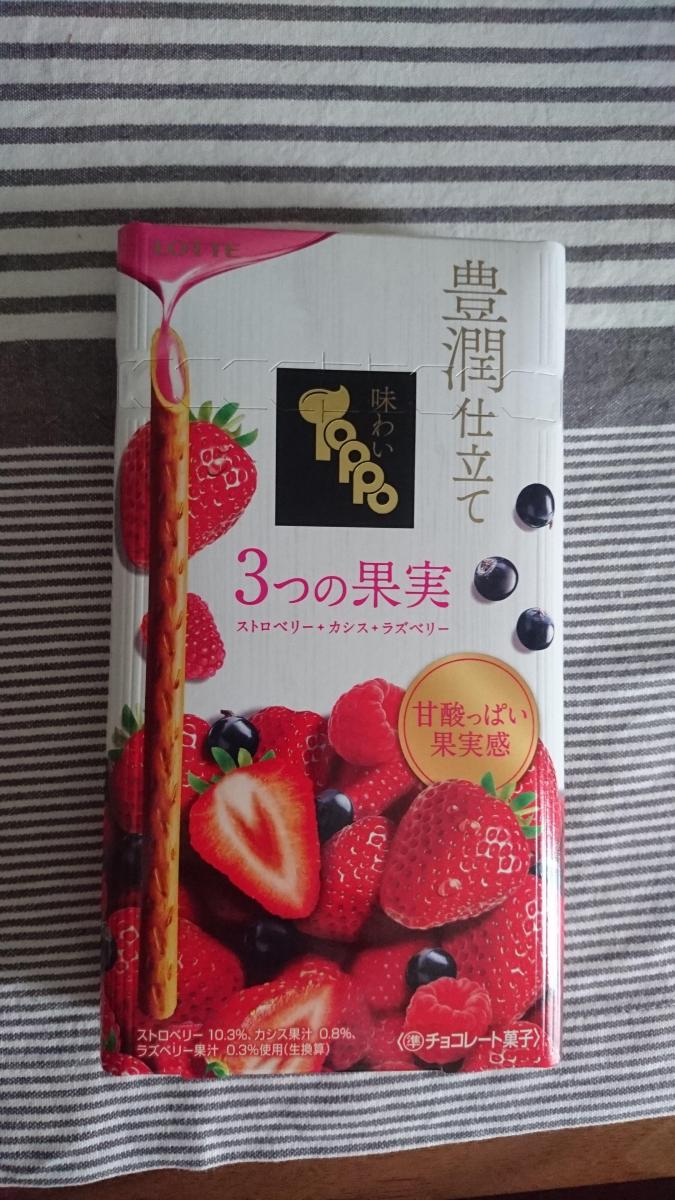 LOTTE
豊潤仕立て
味わい
Toppo
3つの果実
ストロベリー+カシス+ラズベリー
甘酸っぱい
果実感
ストロベリー 10.3%、カシス果汁 0.8%、
ラズベリー果汁 0.3%使用(生換算)
〈㊜チョコレート菓子〉